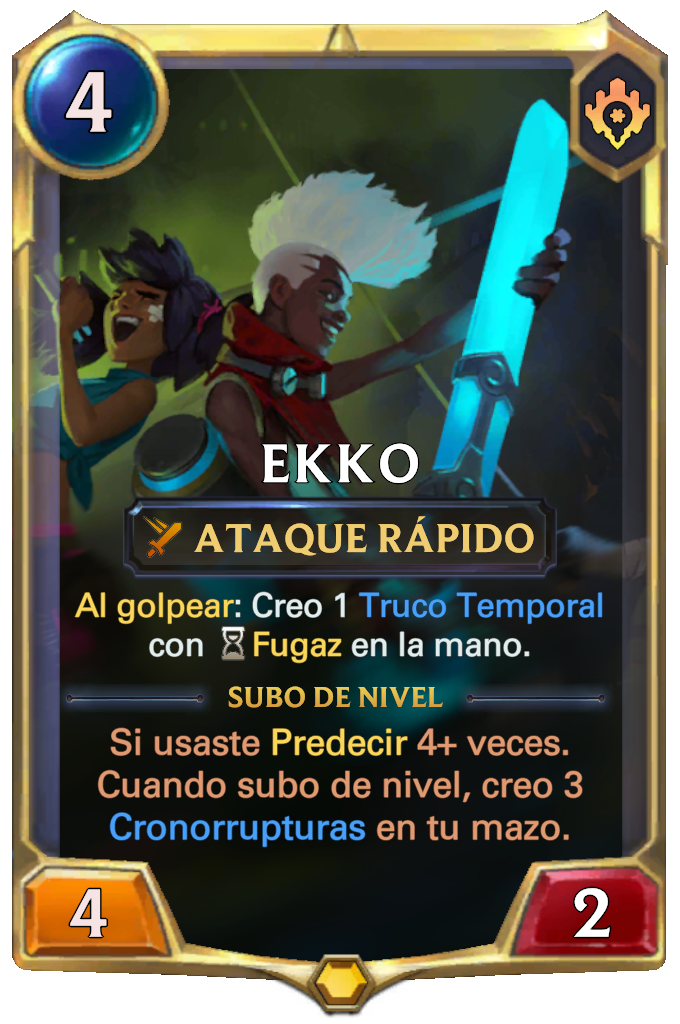 4
EKKO
ATAQUE RÁPIDO
Al golpear: Creo 1 Truco Temporal
con Fugaz en la mano.
SUBO DE NIVEL
Si usaste Predecir 4+ veces.
Cuando subo de nivel, creo 3
Cronorrupturas en tu mazo.
4
2